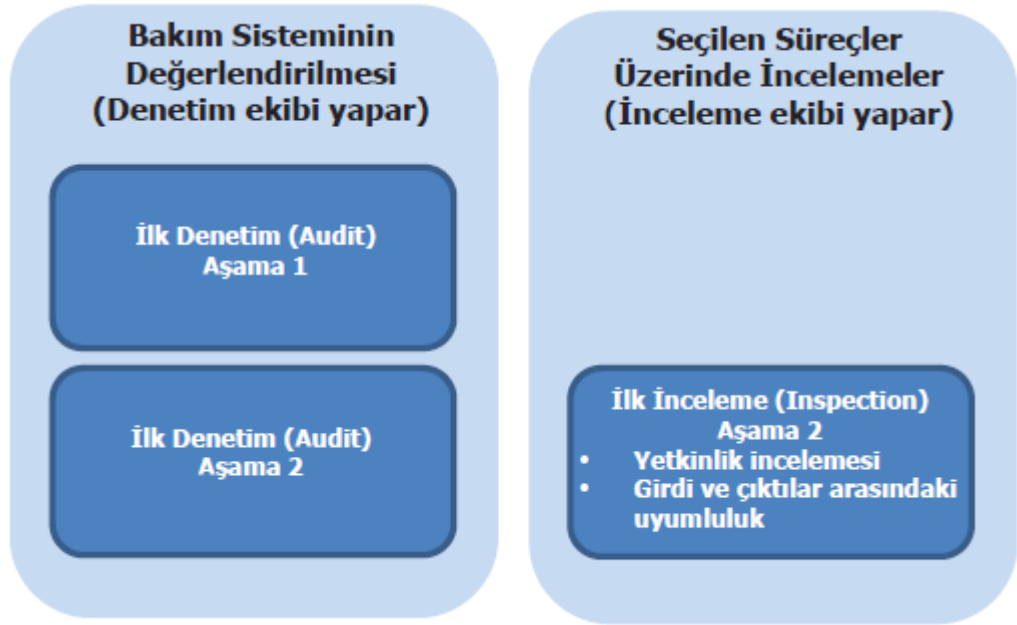 Bakım Sisteminin
Değerlendirilmesi
(Denetim ekibi yapar)
İlk Denetim (Audit)
Aşama 1
İlk Denetim (Audit)
Aşama 2
Seçilen Süreçler
Üzerinde İncelemeler
(İnceleme ekibi yapar)
İlk İnceleme (Inspection)
Aşama 2
• Yetkinlik incelemesi
• Girdi ve çıktılar arasındaki
uyumluluk